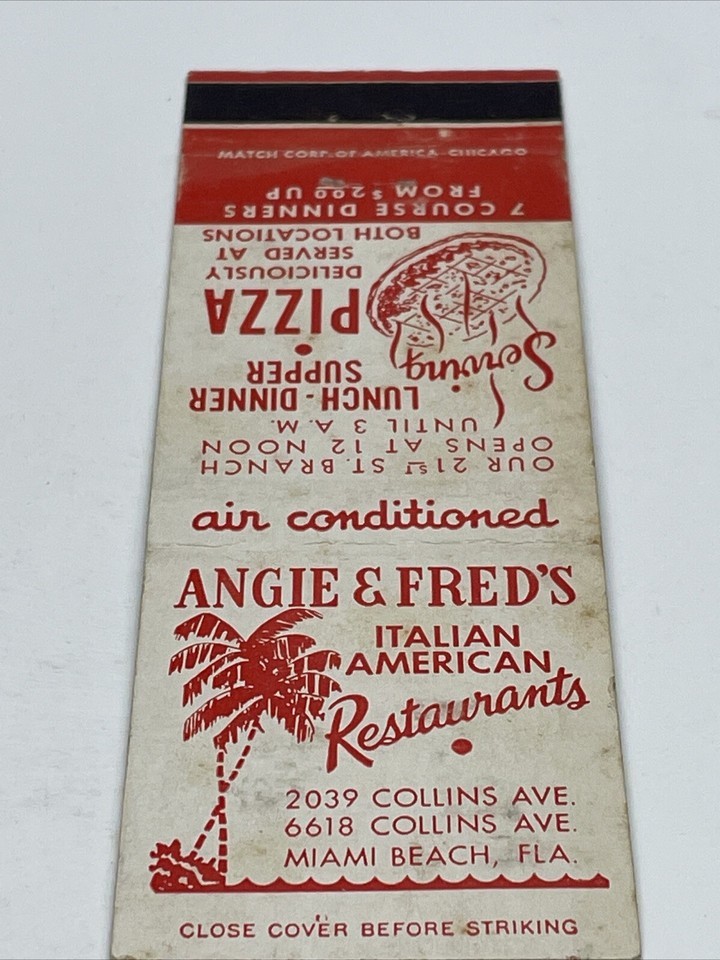 MATCH CORP. OF AMERICA CHICAGO
air conditioned
ANGIE & FRED'S
ITALIAN
AMERICAN
Restaurants
2039 COLLINS AVE.
6618 COLLINS AVE.
MIAMI BEACH, FLA.
CLOSE COVER BEFORE STRIKING
OUR 21ST ST. BRANCH
OPENS AT 12 NOON
UNTIL 3 A.M.
Serving
LUNCH - DINNER
SUPPER
PIZZA
DELICIOUSLY
SERVED AT
BOTH LOCATIONS
7 COURSE DINNERS
FROM $2.00 UP